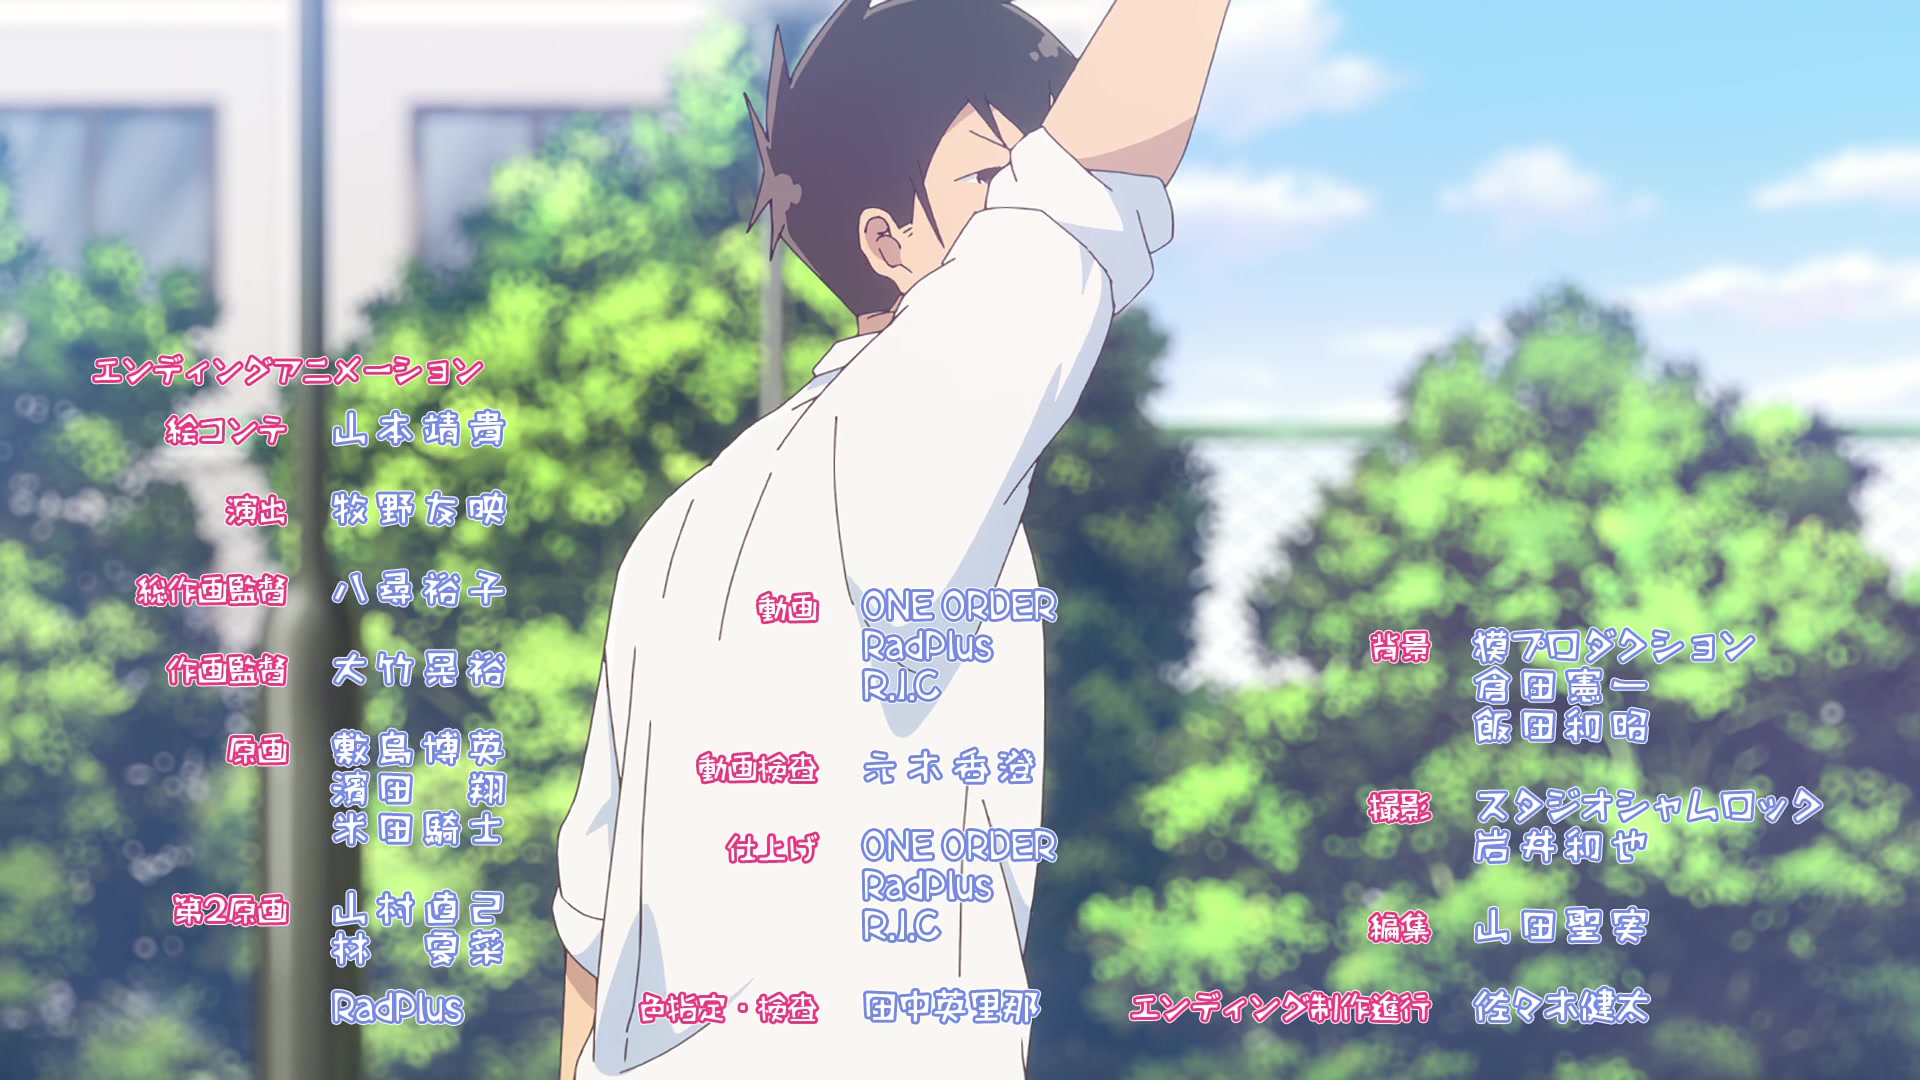 エンディングアニメーション
絵コンテ 山本靖貴
演出 牧野友映
総作画監督 八尋裕子
作画監督 大竹晃裕
原画 敷島博英
濱田 翔
米田騎士
第2原画 山村直己
林 夏菜
RadPlus
動画 ONE ORDER
RadPlus
R.I.C
動画検査 元木香澄
仕上げ ONE ORDER
RadPlus
R.I.C
色指定・検査 田中英里那
背景 獏プロダクション
倉田憲一
飯田和昭
撮影 スタジオシャムロック
岩井和也
編集 山田聖実
エンディング制作進行 佐々木健太